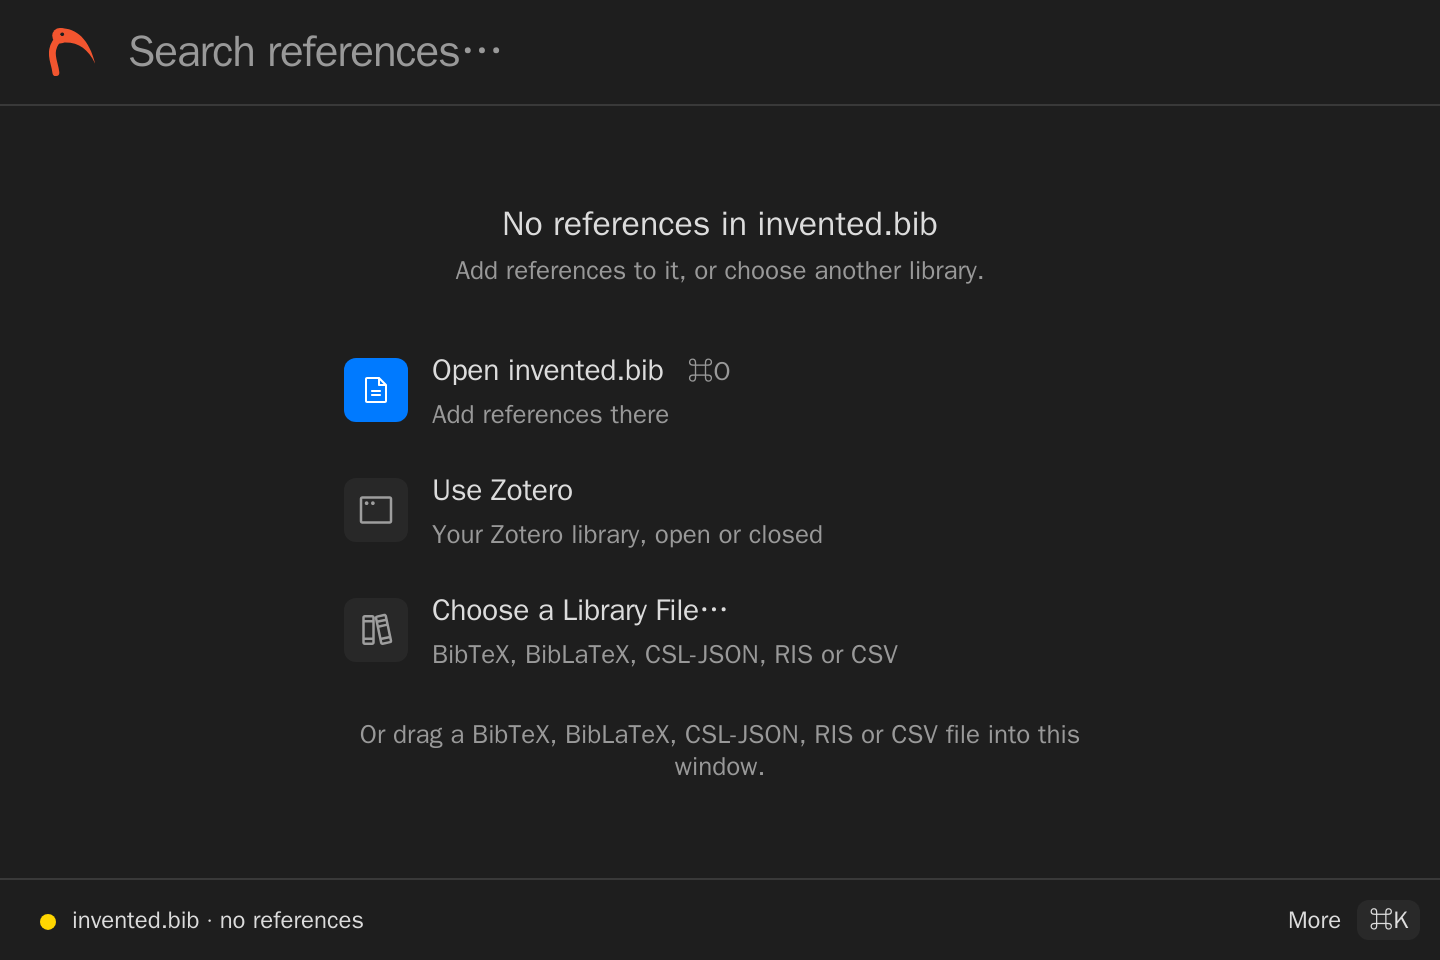 Search references…
No references in invented.bib
Add references to it, or choose another library.
Open invented.bib ⌘O
Add references there
Use Zotero
Your Zotero library, open or closed
Choose a Library File…
BibTeX, BibLaTeX, CSL-JSON, RIS or CSV
Or drag a BibTeX, BibLaTeX, CSL-JSON, RIS or CSV file into this
window.
invented.bib · no references
More ⌘K